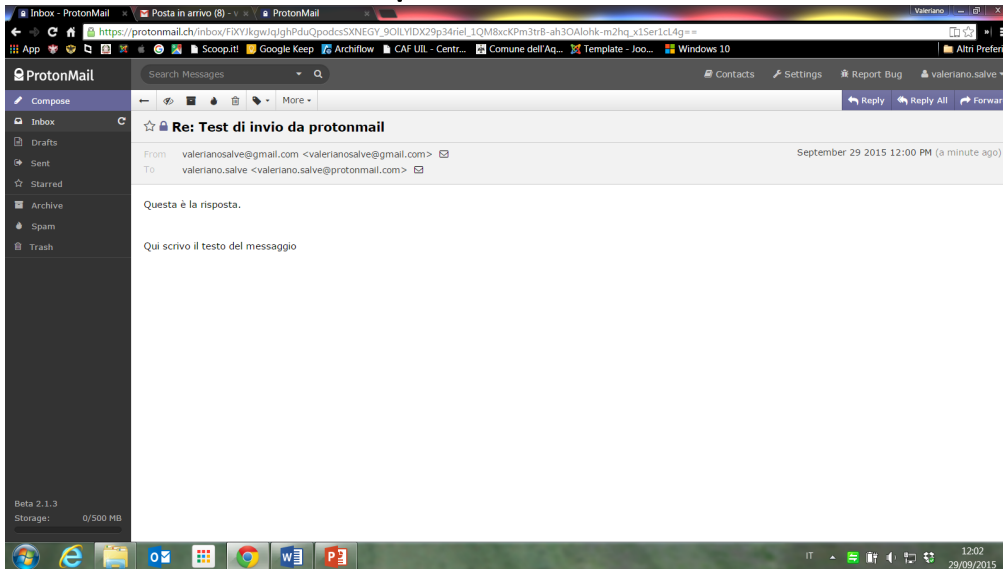 Inbox - ProtonMail × Posta in arrivo (8) - v × ProtonMail × Valeriano
https://protonmail.ch/inbox/FiXYJkgwJqJghPduQpodcsSXNEGY_9OlLYlDX29p34riel_1QM8xcKPm3trB-ah3OAlohk-m2hq_x1Ser1cL4g==
App Scoop.it! Google Keep Archiflow CAF UIL - Centr... Comune dell'Aq... Template - Joo... Windows 10 Altri Preferi
ProtonMail Search Messages Contacts Settings Report Bug valeriano.salve
Compose More Reply Reply All Forwar
Inbox
Re: Test di invio da protonmail
Drafts
From valerianosalve@gmail.com <valerianosalve@gmail.com> September 29 2015 12:00 PM (a minute ago)
Sent
To valeriano.salve <valeriano.salve@protonmail.com>
Starred
Archive
Questa è la risposta.
Spam
Trash
Qui scrivo il testo del messaggio
Beta 2.1.3
Storage: 0/500 MB
IT 12:02
29/09/2015